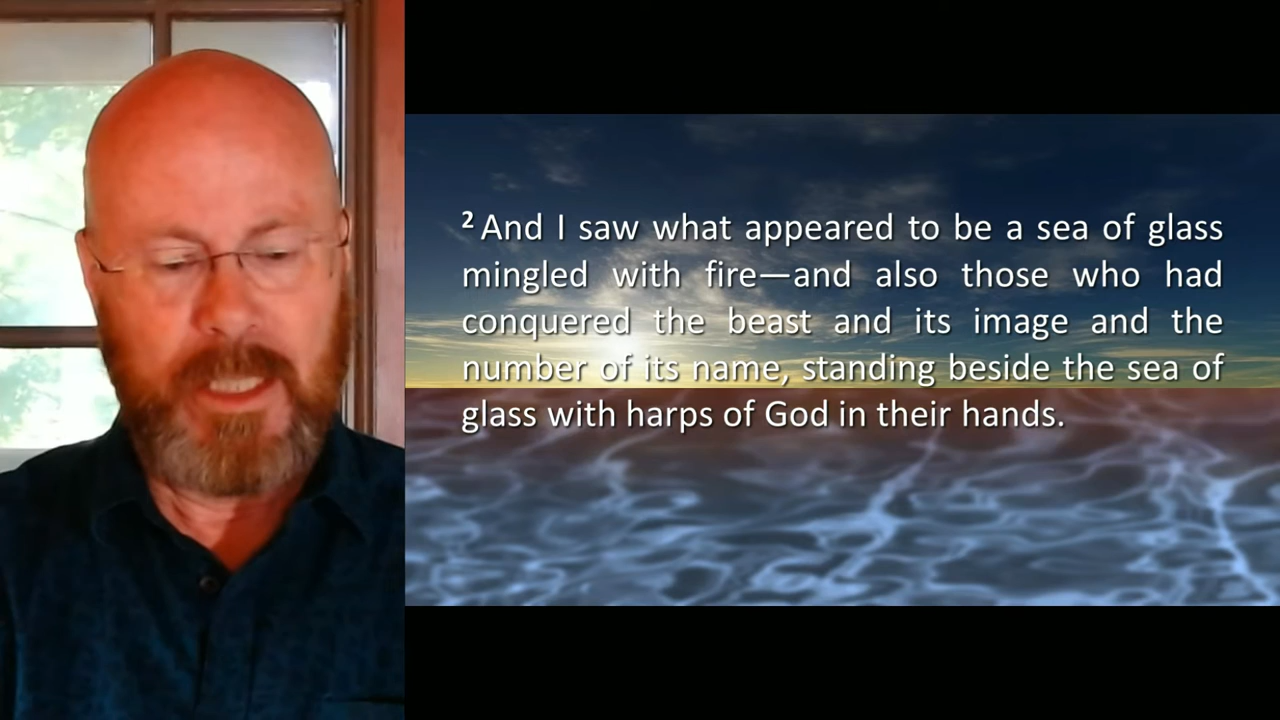 2 And I saw what appeared to be a sea of glass
mingled with fire—and also those who had
conquered the beast and its image and the
number of its name, standing beside the sea of
glass with harps of God in their hands.